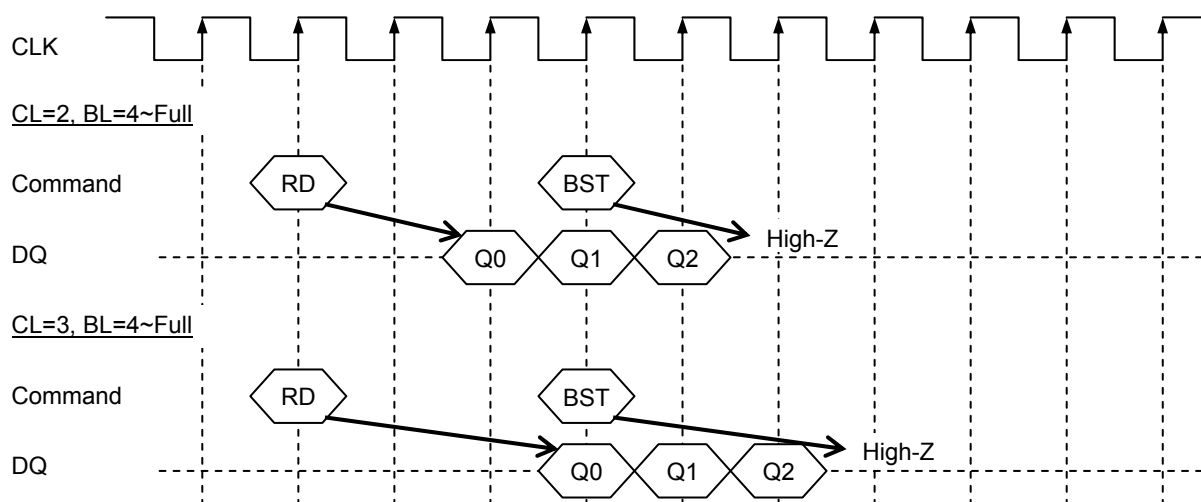 CLK
CL=2, BL=4~Full
Command RD BST
DQ Q0 Q1 Q2 High-Z
CL=3, BL=4~Full
Command RD BST
DQ Q0 Q1 Q2 High-Z